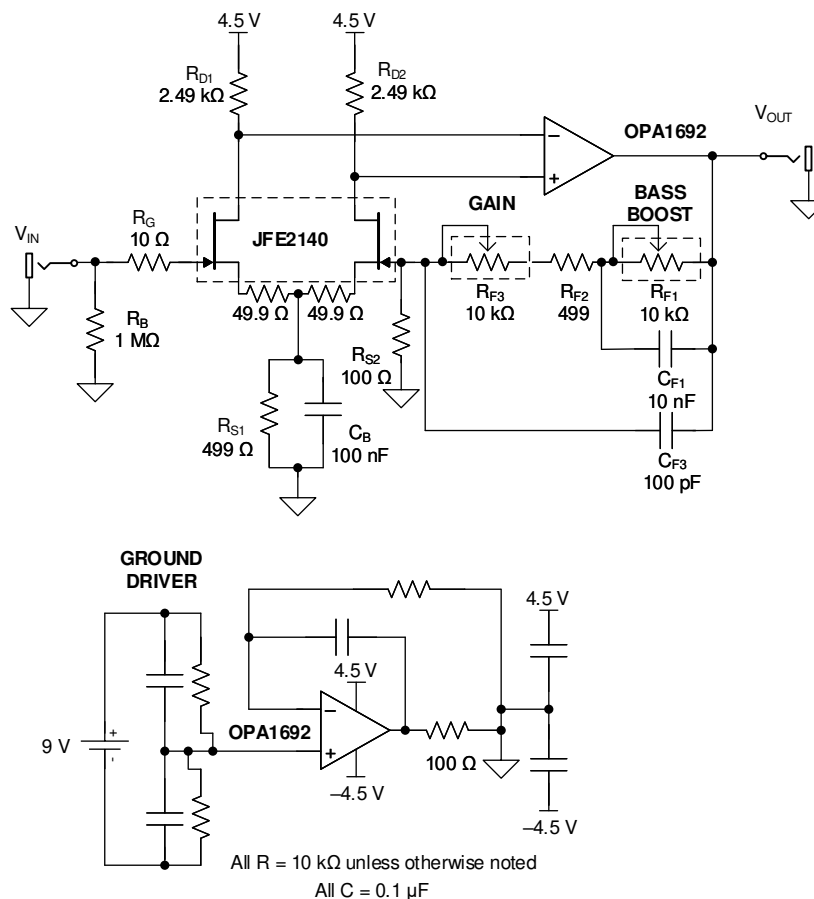 4.5 V
4.5 V
RD1
2.49 kΩ
RD2
2.49 kΩ
OPA1692
VOUT
−
+
GAIN
BASS
BOOST
VIN
RG
10 Ω
JFE2140
RF3
10 kΩ
RF2
499
RF1
10 kΩ
49.9 Ω
49.9 Ω
RB
1 MΩ
RS2
100 Ω
CF1
10 nF
RS1
499 Ω
CB
100 nF
CF3
100 pF
GROUND
DRIVER
4.5 V
4.5 V
−
+
OPA1692
9 V
+
-
100 Ω
−4.5 V
−4.5 V
All R = 10 kΩ unless otherwise noted
All C = 0.1 µF